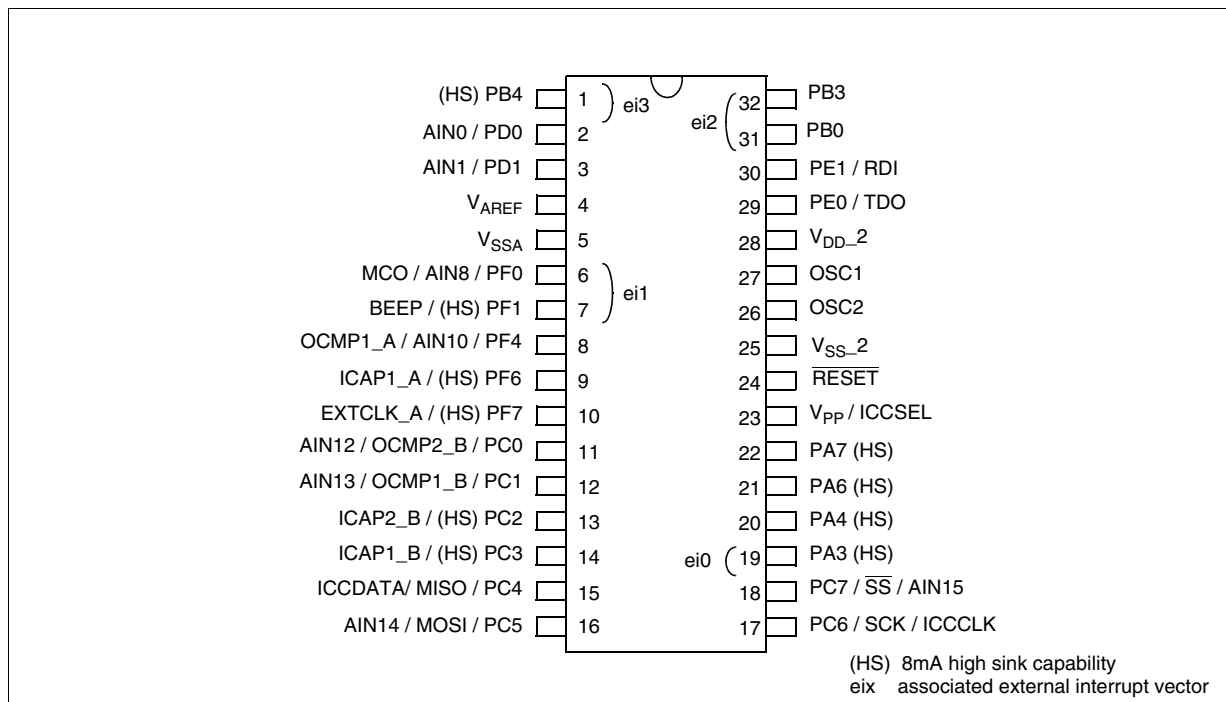 (HS) PB4 1 ei3 ei2 32 PB3
AIN0 / PD0 2 31 PB0
AIN1 / PD1 3 30 PE1 / RDI
VAREF 4 29 PE0 / TDO
VSSA 5 28 VDD_2
MCO / AIN8 / PF0 6 ei1 27 OSC1
BEEP / (HS) PF1 7 26 OSC2
OCMP1_A / AIN10 / PF4 8 25 VSS_2
ICAP1_A / (HS) PF6 9 24 RESET
EXTCLK_A / (HS) PF7 10 23 VPP / ICCSEL
AIN12 / OCMP2_B / PC0 11 22 PA7 (HS)
AIN13 / OCMP1_B / PC1 12 21 PA6 (HS)
ICAP2_B / (HS) PC2 13 20 PA4 (HS)
ICAP1_B / (HS) PC3 14 ei0 19 PA3 (HS)
ICCDATA/ MISO / PC4 15 18 PC7 / SS / AIN15
AIN14 / MOSI / PC5 16 17 PC6 / SCK / ICCCLK
(HS) 8mA high sink capability
eix associated external interrupt vector